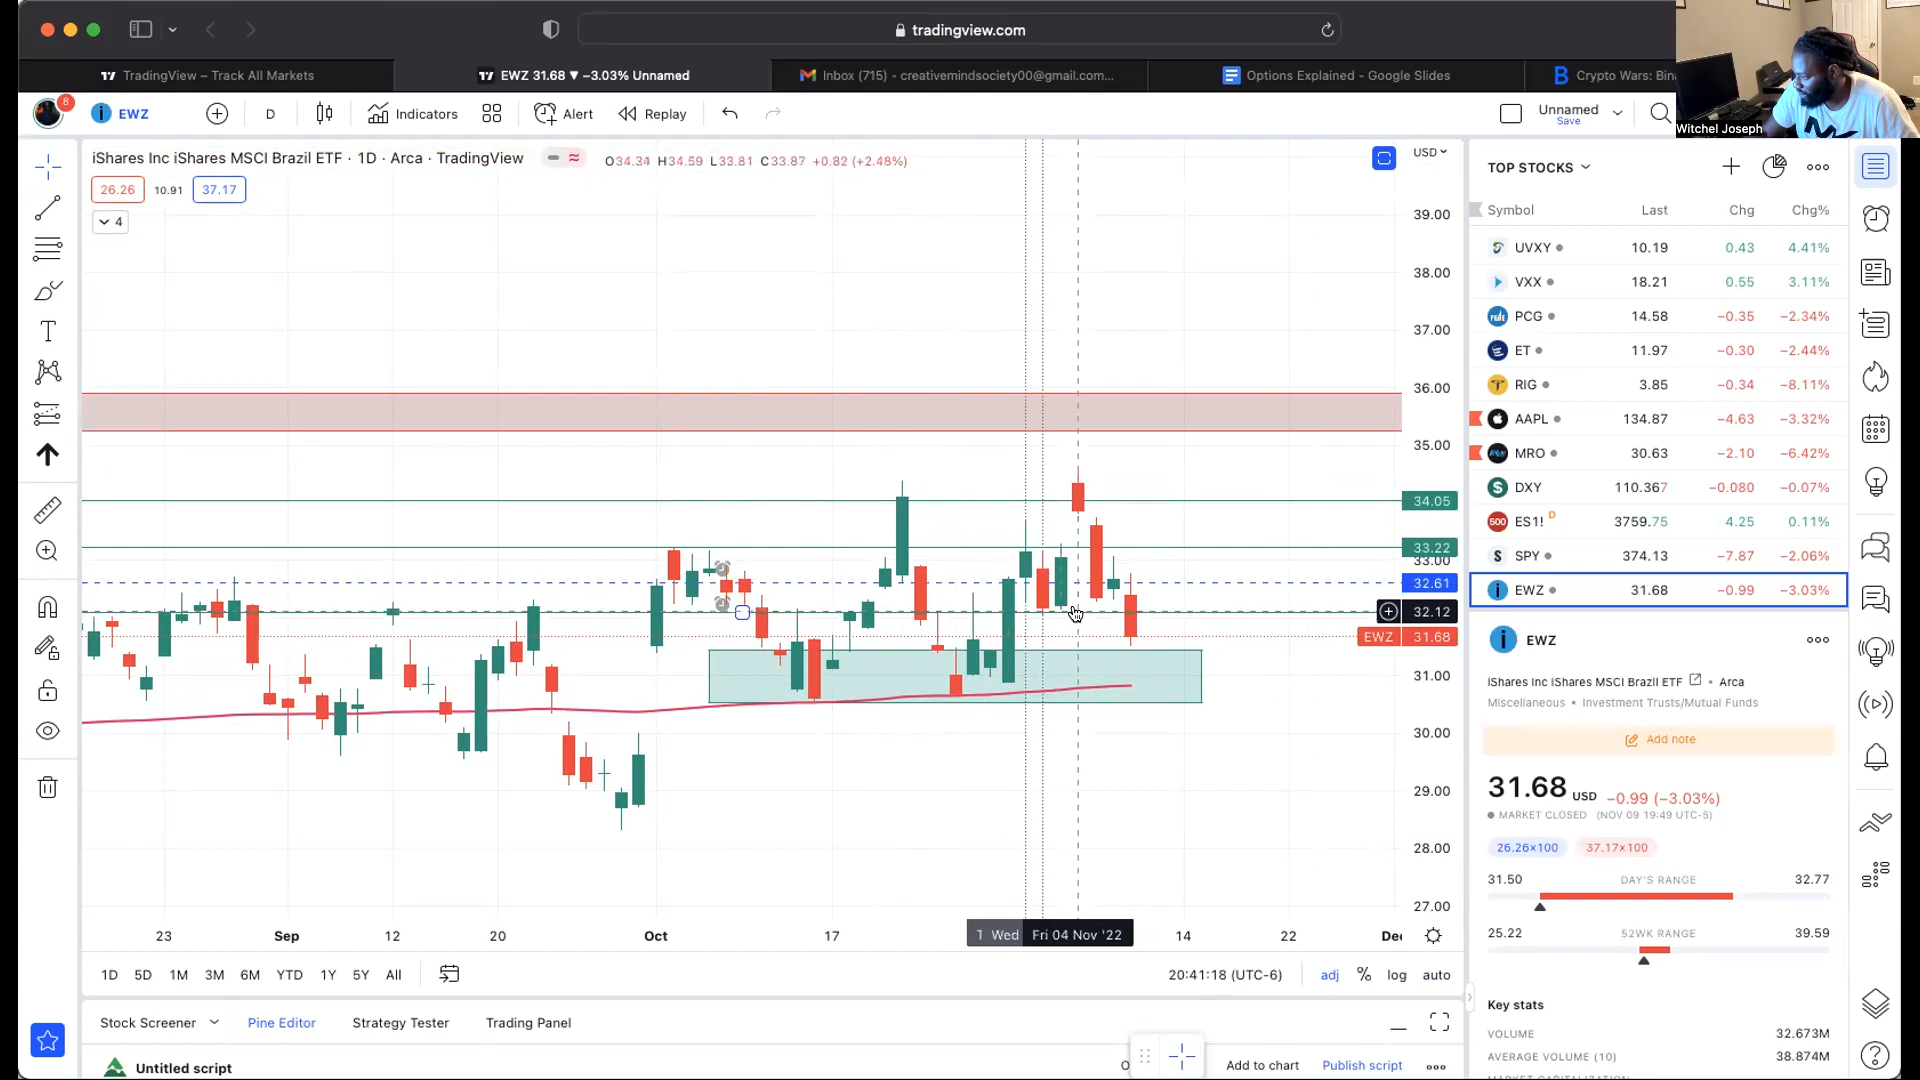 tradingview.com
TradingView – Track All Markets
EWZ 31.68 ▼ −3.03% Unnamed
Inbox (715) - creativemindsociety00@gmail.com...
Options Explained - Google Slides
Crypto Wars: Bin
Witchel Joseph
8
EWZ
D
Indicators
Alert
Replay
Unnamed
Save
iShares Inc iShares MSCI Brazil ETF · 1D · Arca · TradingView
O34.34 H34.59 L33.81 C33.87 +0.82 (+2.48%)
USD
26.26
10.91
37.17
4
39.00
38.00
37.00
36.00
35.00
34.05
33.22
33.00
32.61
32.12
EWZ 31.68
31.00
30.00
29.00
28.00
27.00
23 Sep 12 20 Oct 17 1 Wed Fri 04 Nov '22 14 22 Dec
1D 5D 1M 3M 6M YTD 1Y 5Y All
20:41:18 (UTC-6)
adj % log auto
Stock Screener
Pine Editor
Strategy Tester
Trading Panel
Untitled script
Add to chart
Publish script
TOP STOCKS
Symbol Last Chg Chg%
UVXY 10.19 0.43 4.41%
VXX 18.21 0.55 3.11%
PCG 14.58 −0.35 −2.34%
ET 11.97 −0.30 −2.44%
RIG 3.85 −0.34 −8.11%
AAPL 134.87 −4.63 −3.32%
MRO 30.63 −2.10 −6.42%
DXY 110.367 −0.080 −0.07%
500 ES1! D 3759.75 4.25 0.11%
SPY 374.13 −7.87 −2.06%
EWZ 31.68 −0.99 −3.03%
EWZ
iShares Inc iShares MSCI Brazil ETF • Arca
Miscellaneous • Investment Trusts/Mutual Funds
Add note
31.68 USD −0.99 (−3.03%)
MARKET CLOSED (NOV 09 19:49 UTC-5)
26.26×100 37.17×100
31.50 DAY'S RANGE 32.77
25.22 52WK RANGE 39.59
Key stats
VOLUME 32.673M
AVERAGE VOLUME (10) 38.874M